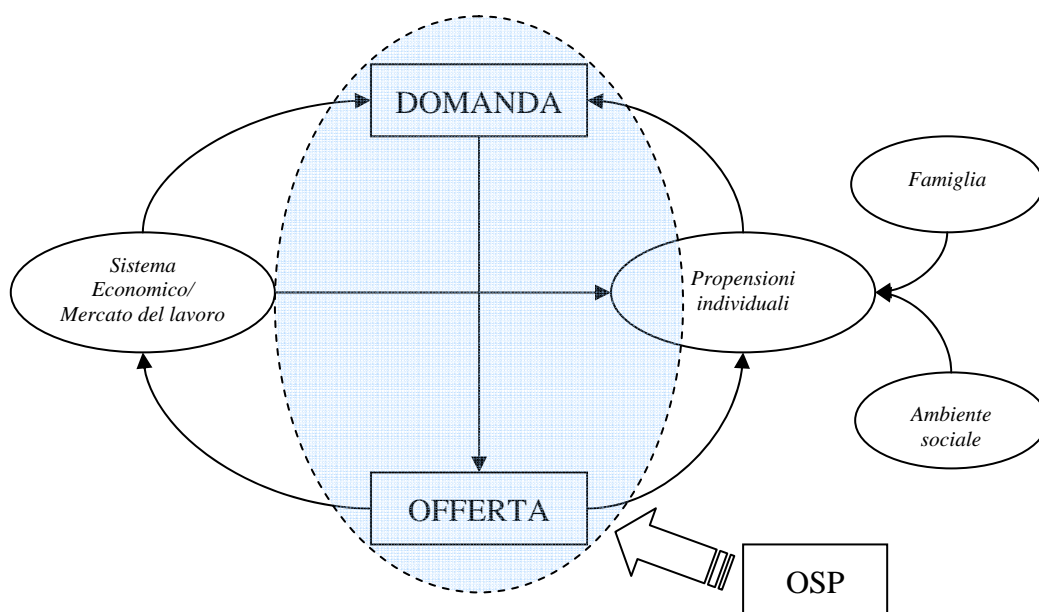 DOMANDA
Famiglia
Sistema
Economico/
Mercato del lavoro
Propensioni
individuali
Ambiente
sociale
OFFERTA
OSP